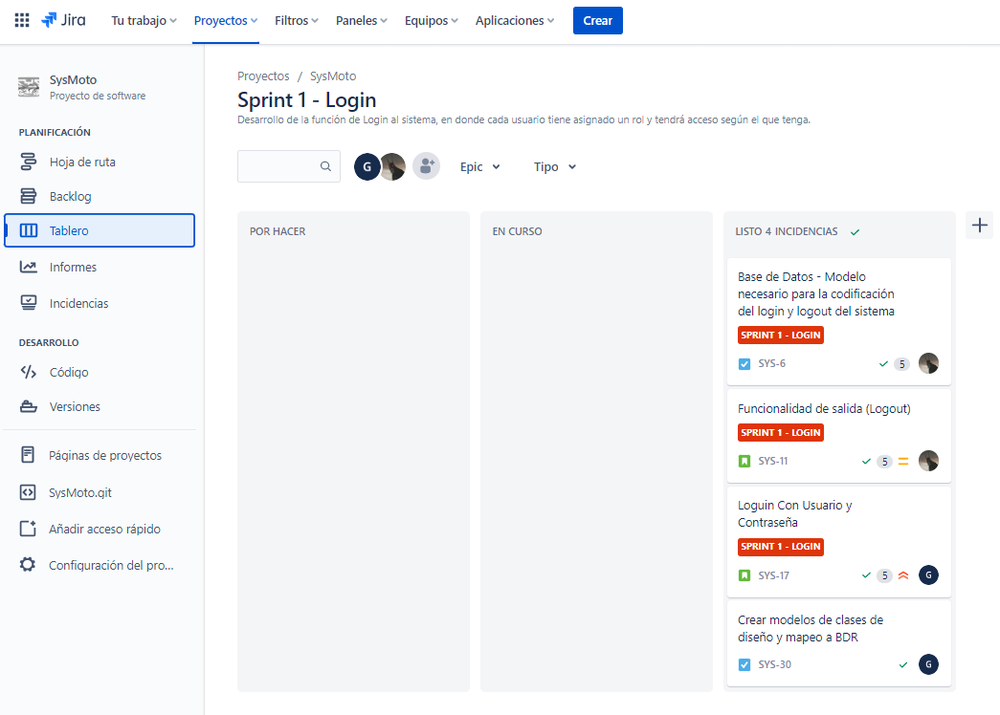 Jira Tu trabajo Proyectos Filtros Paneles Equipos Aplicaciones Crear
SysMoto
Proyecto de software
PLANIFICACIÓN
Hoja de ruta
Backlog
Tablero
Informes
Incidencias
DESARROLLO
Código
Versiones
Páginas de proyectos
SysMoto.git
Añadir acceso rápido
Configuración del pro...
Proyectos / SysMoto
Sprint 1 - Login
Desarrollo de la función de Login al sistema, en donde cada usuario tiene asignado un rol y tendrá acceso según el que tenga.
G Epic Tipo
POR HACER
EN CURSO
LISTO 4 INCIDENCIAS
Base de Datos - Modelo
necesario para la codificación
del login y logout del sistema
SPRINT 1 - LOGIN
SYS-6 5
Funcionalidad de salida (Logout)
SPRINT 1 - LOGIN
SYS-11 5
Loguin Con Usuario y
Contraseña
SPRINT 1 - LOGIN
SYS-17 5 G
Crear modelos de clases de
diseño y mapeo a BDR
SYS-30 G